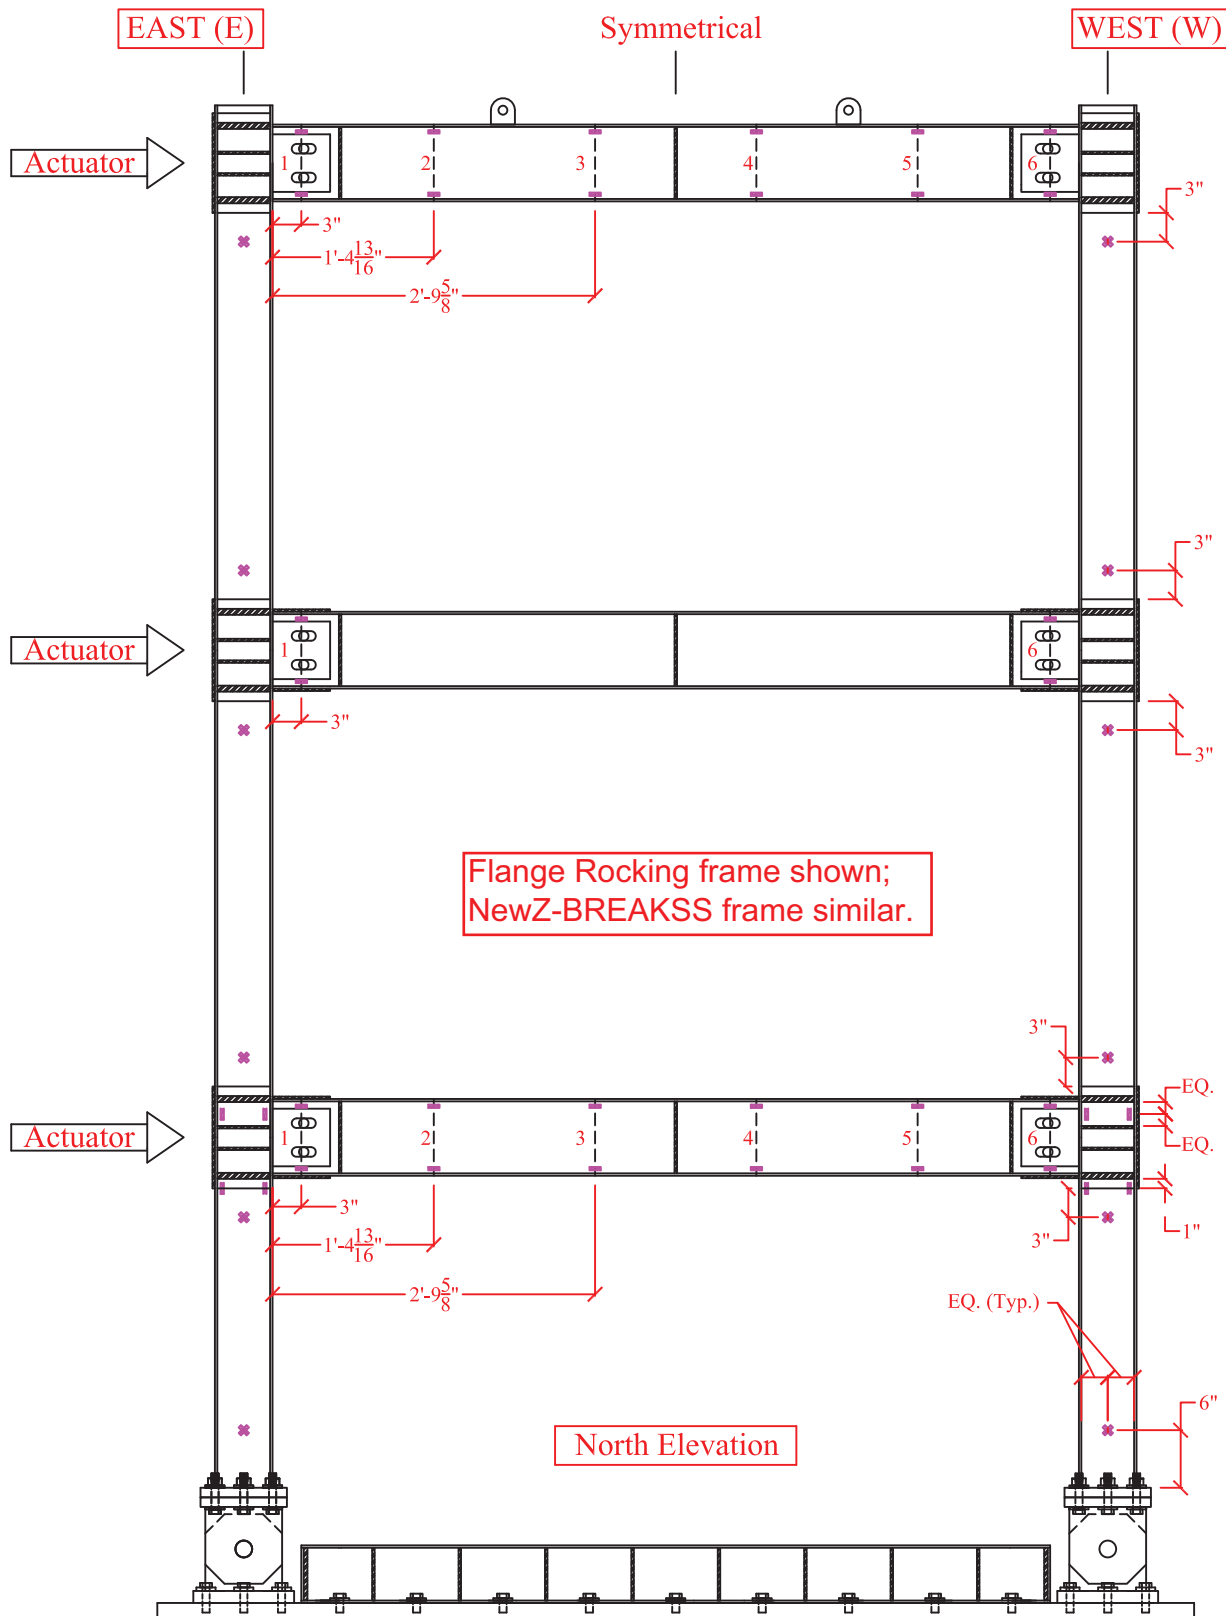 EAST (E)
Symmetrical
WEST (W)
Actuator
1
2
3
4
5
6
3"
3"
1'-4 13/16"
2'-9 5/8"
3"
Actuator
1
6
3"
3"
Flange Rocking frame shown;
NewZ-BREAKSS frame similar.
3"
EQ.
Actuator
1
2
3
4
5
6
EQ.
3"
1'-4 13/16"
3"
1"
2'-9 5/8"
EQ. (Typ.)
6"
North Elevation